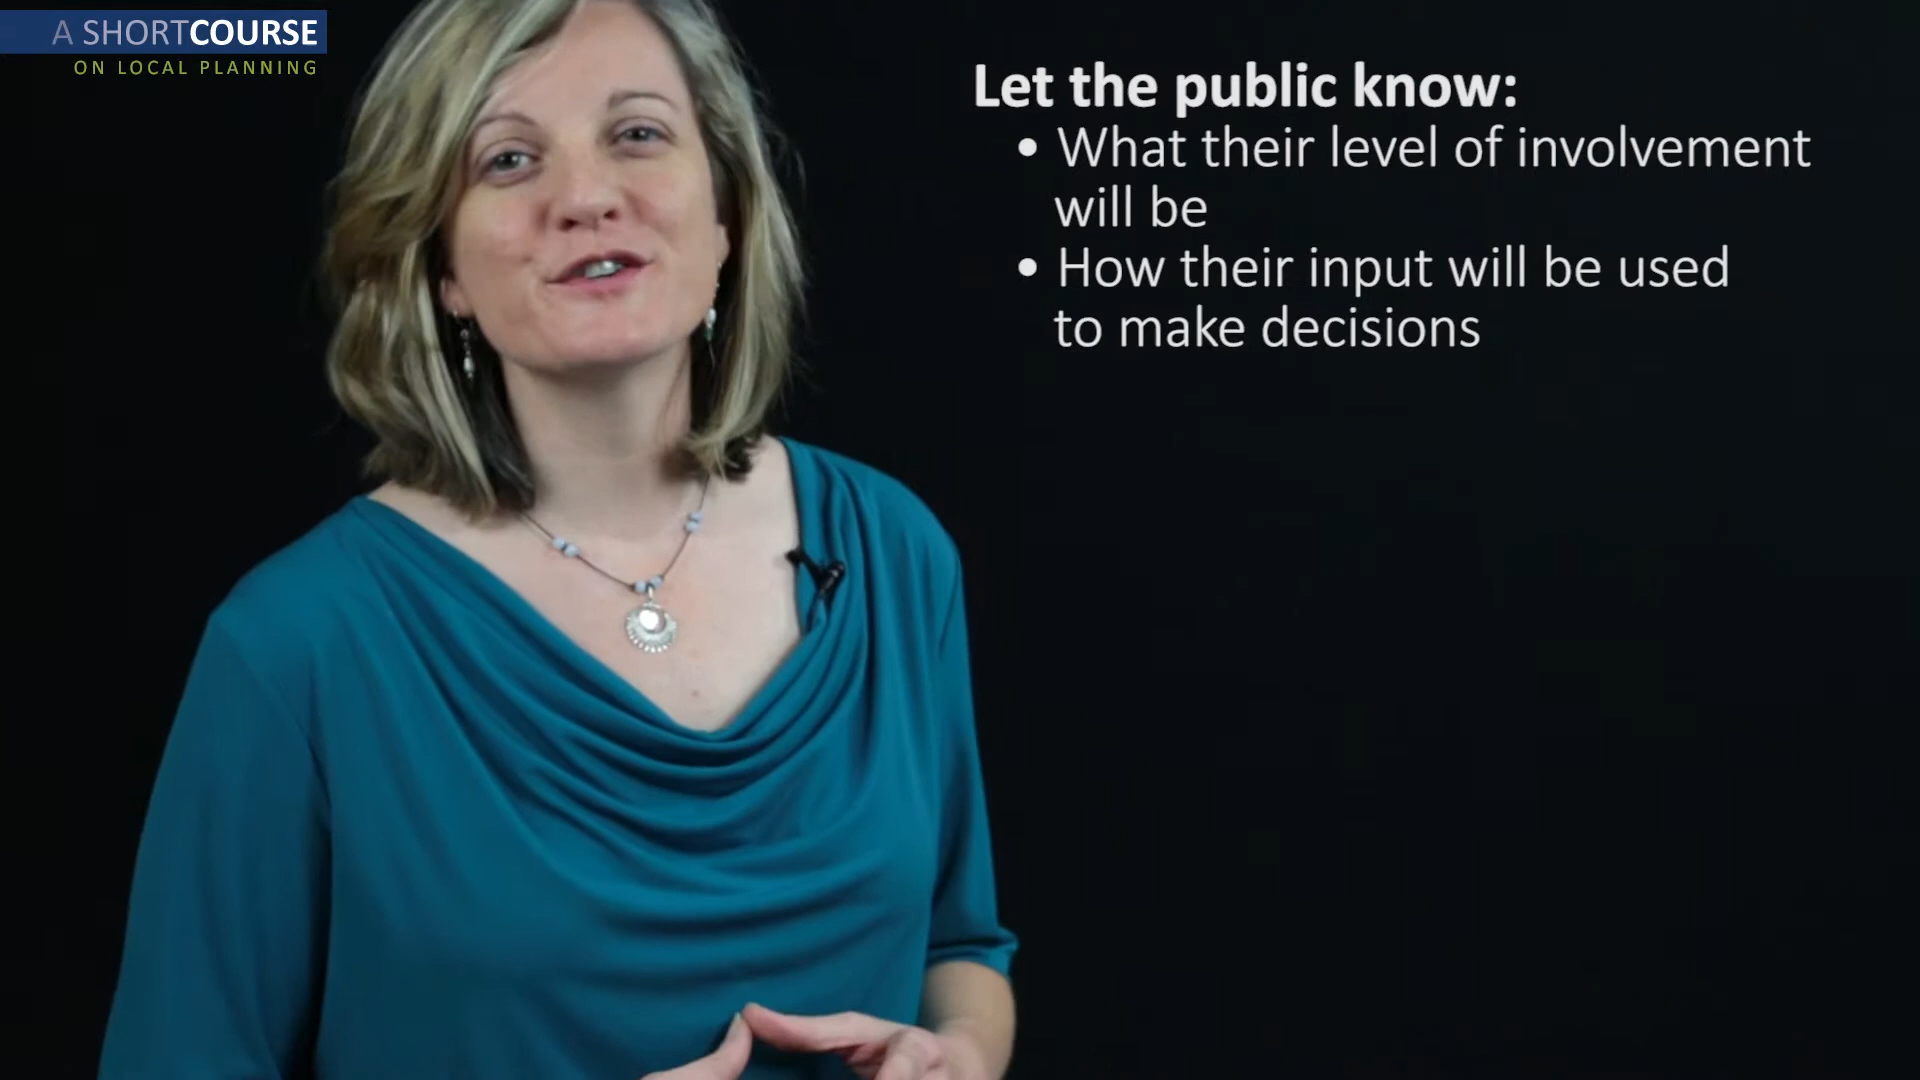 A SHORTCOURSE
ON LOCAL PLANNING
Let the public know:
• What their level of involvement
will be
• How their input will be used
to make decisions